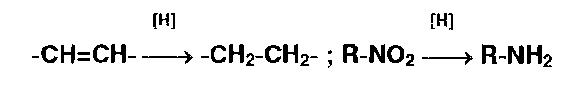 [H] [H]
-CH=CH- ⟶ -CH₂-CH₂- ; R-NO₂ ⟶ R-NH₂